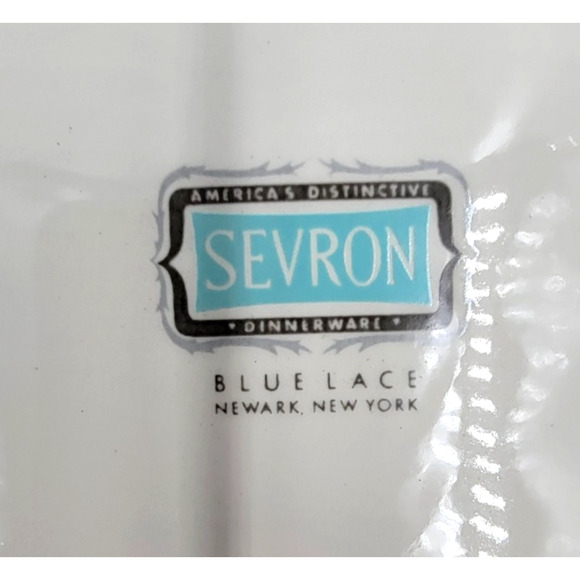 AMERICA'S DISTINCTIVE
SEVRON
• DINNERWARE •
BLUE LACE
NEWARK, NEW YORK